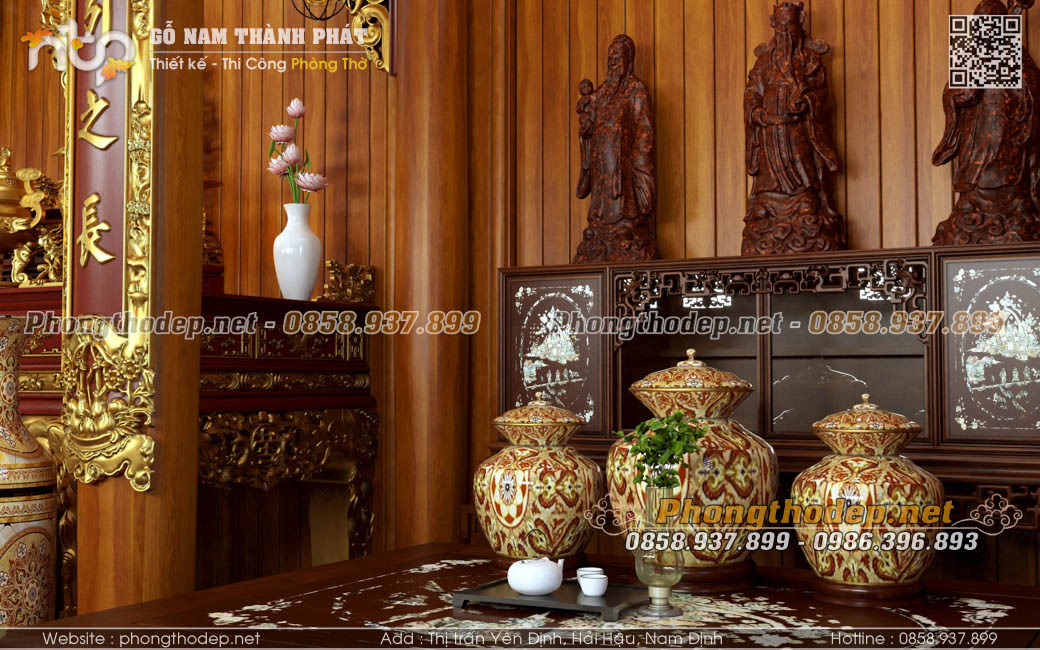 ntp
GỖ NAM THÀNH PHÁT
Thiết kế - Thi Công Phòng Thờ
之
長
Phongthodep.net - 0858.937.899
Phongthodep.net - 0858.937.899
Phongthodep.net
0858.937.899 - 0986.396.893
Website : phongthodep.net
Add : Thị trấn Yên Định, Hải Hậu, Nam Định
Hotline : 0858.937.899